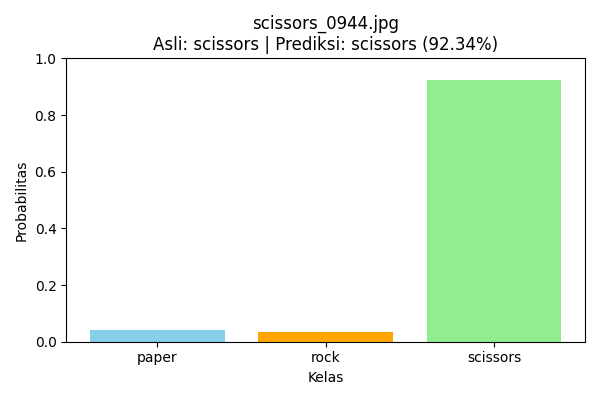 scissors_0944.jpg
Asli: scissors | Prediksi: scissors (92.34%)
1.0
0.8
0.6
0.4
0.2
0.0
Probabilitas
paper rock scissors
Kelas